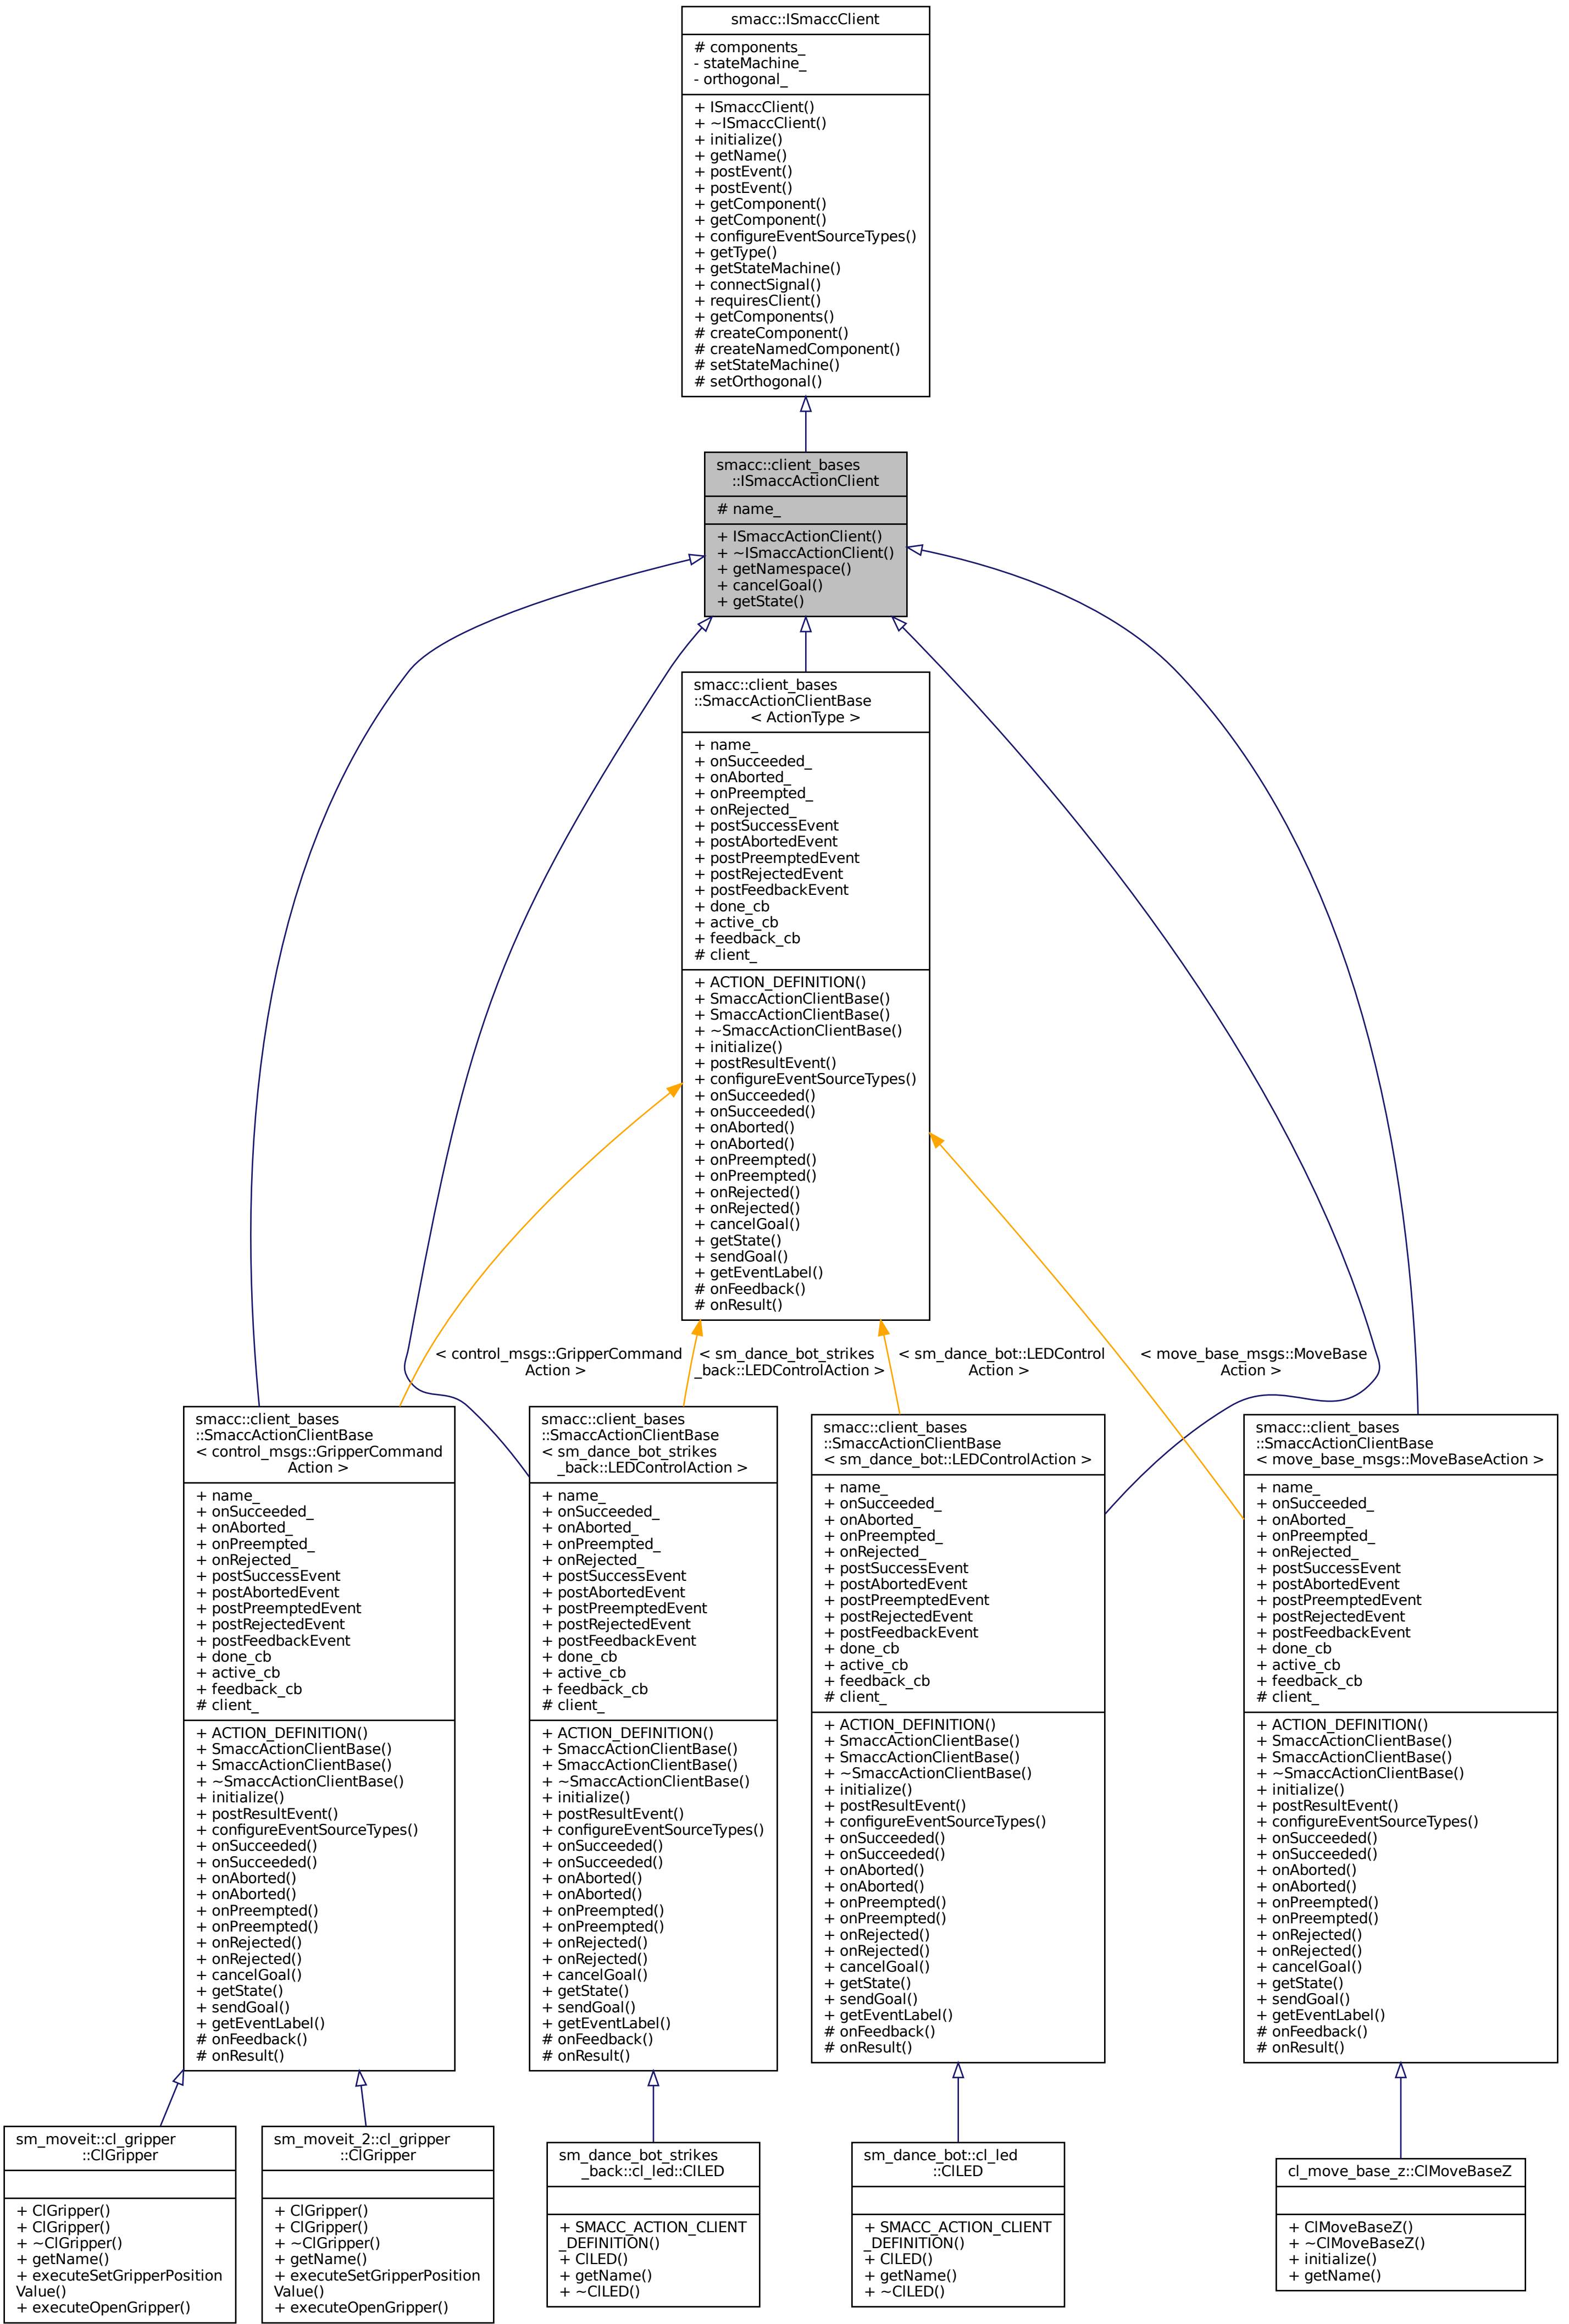 smacc::ISmaccClient
# components_
- stateMachine_
- orthogonal_
+ ISmaccClient()
+ ~ISmaccClient()
+ initialize()
+ getName()
+ postEvent()
+ postEvent()
+ getComponent()
+ getComponent()
+ configureEventSourceTypes()
+ getType()
+ getStateMachine()
+ connectSignal()
+ requiresClient()
+ getComponents()
# createComponent()
# createNamedComponent()
# setStateMachine()
# setOrthogonal()
smacc::client_bases
::ISmaccActionClient
# name_
+ ISmaccActionClient()
+ ~ISmaccActionClient()
+ getNamespace()
+ cancelGoal()
+ getState()
smacc::client_bases
::SmaccActionClientBase
< ActionType >
+ name_
+ onSucceeded_
+ onAborted_
+ onPreempted_
+ onRejected_
+ postSuccessEvent
+ postAbortedEvent
+ postPreemptedEvent
+ postRejectedEvent
+ postFeedbackEvent
+ done_cb
+ active_cb
+ feedback_cb
# client_
+ ACTION_DEFINITION()
+ SmaccActionClientBase()
+ SmaccActionClientBase()
+ ~SmaccActionClientBase()
+ initialize()
+ postResultEvent()
+ configureEventSourceTypes()
+ onSucceeded()
+ onSucceeded()
+ onAborted()
+ onAborted()
+ onPreempted()
+ onPreempted()
+ onRejected()
+ onRejected()
+ cancelGoal()
+ getState()
+ sendGoal()
+ getEventLabel()
# onFeedback()
# onResult()
< control_msgs::GripperCommand
Action >
< sm_dance_bot_strikes
_back::LEDControlAction >
< sm_dance_bot::LEDControl
Action >
< move_base_msgs::MoveBase
Action >
smacc::client_bases
::SmaccActionClientBase
< control_msgs::GripperCommand
Action >
+ name_
+ onSucceeded_
+ onAborted_
+ onPreempted_
+ onRejected_
+ postSuccessEvent
+ postAbortedEvent
+ postPreemptedEvent
+ postRejectedEvent
+ postFeedbackEvent
+ done_cb
+ active_cb
+ feedback_cb
# client_
+ ACTION_DEFINITION()
+ SmaccActionClientBase()
+ SmaccActionClientBase()
+ ~SmaccActionClientBase()
+ initialize()
+ postResultEvent()
+ configureEventSourceTypes()
+ onSucceeded()
+ onSucceeded()
+ onAborted()
+ onAborted()
+ onPreempted()
+ onPreempted()
+ onRejected()
+ onRejected()
+ cancelGoal()
+ getState()
+ sendGoal()
+ getEventLabel()
# onFeedback()
# onResult()
smacc::client_bases
::SmaccActionClientBase
< sm_dance_bot_strikes
_back::LEDControlAction >
+ name_
+ onSucceeded_
+ onAborted_
+ onPreempted_
+ onRejected_
+ postSuccessEvent
+ postAbortedEvent
+ postPreemptedEvent
+ postRejectedEvent
+ postFeedbackEvent
+ done_cb
+ active_cb
+ feedback_cb
# client_
+ ACTION_DEFINITION()
+ SmaccActionClientBase()
+ SmaccActionClientBase()
+ ~SmaccActionClientBase()
+ initialize()
+ postResultEvent()
+ configureEventSourceTypes()
+ onSucceeded()
+ onSucceeded()
+ onAborted()
+ onAborted()
+ onPreempted()
+ onPreempted()
+ onRejected()
+ onRejected()
+ cancelGoal()
+ getState()
+ sendGoal()
+ getEventLabel()
# onFeedback()
# onResult()
smacc::client_bases
::SmaccActionClientBase
< sm_dance_bot::LEDControlAction >
+ name_
+ onSucceeded_
+ onAborted_
+ onPreempted_
+ onRejected_
+ postSuccessEvent
+ postAbortedEvent
+ postPreemptedEvent
+ postRejectedEvent
+ postFeedbackEvent
+ done_cb
+ active_cb
+ feedback_cb
# client_
+ ACTION_DEFINITION()
+ SmaccActionClientBase()
+ SmaccActionClientBase()
+ ~SmaccActionClientBase()
+ initialize()
+ postResultEvent()
+ configureEventSourceTypes()
+ onSucceeded()
+ onSucceeded()
+ onAborted()
+ onAborted()
+ onPreempted()
+ onPreempted()
+ onRejected()
+ onRejected()
+ cancelGoal()
+ getState()
+ sendGoal()
+ getEventLabel()
# onFeedback()
# onResult()
smacc::client_bases
::SmaccActionClientBase
< move_base_msgs::MoveBaseAction >
+ name_
+ onSucceeded_
+ onAborted_
+ onPreempted_
+ onRejected_
+ postSuccessEvent
+ postAbortedEvent
+ postPreemptedEvent
+ postRejectedEvent
+ postFeedbackEvent
+ done_cb
+ active_cb
+ feedback_cb
# client_
+ ACTION_DEFINITION()
+ SmaccActionClientBase()
+ SmaccActionClientBase()
+ ~SmaccActionClientBase()
+ initialize()
+ postResultEvent()
+ configureEventSourceTypes()
+ onSucceeded()
+ onSucceeded()
+ onAborted()
+ onAborted()
+ onPreempted()
+ onPreempted()
+ onRejected()
+ onRejected()
+ cancelGoal()
+ getState()
+ sendGoal()
+ getEventLabel()
# onFeedback()
# onResult()
sm_moveit::cl_gripper
::ClGripper
+ ClGripper()
+ ClGripper()
+ ~ClGripper()
+ getName()
+ executeSetGripperPosition
Value()
+ executeOpenGripper()
sm_moveit_2::cl_gripper
::ClGripper
+ ClGripper()
+ ClGripper()
+ ~ClGripper()
+ getName()
+ executeSetGripperPosition
Value()
+ executeOpenGripper()
sm_dance_bot_strikes
_back::cl_led::ClLED
+ SMACC_ACTION_CLIENT
_DEFINITION()
+ ClLED()
+ getName()
+ ~ClLED()
sm_dance_bot::cl_led
::ClLED
+ SMACC_ACTION_CLIENT
_DEFINITION()
+ ClLED()
+ getName()
+ ~ClLED()
cl_move_base_z::ClMoveBaseZ
+ ClMoveBaseZ()
+ ~ClMoveBaseZ()
+ initialize()
+ getName()